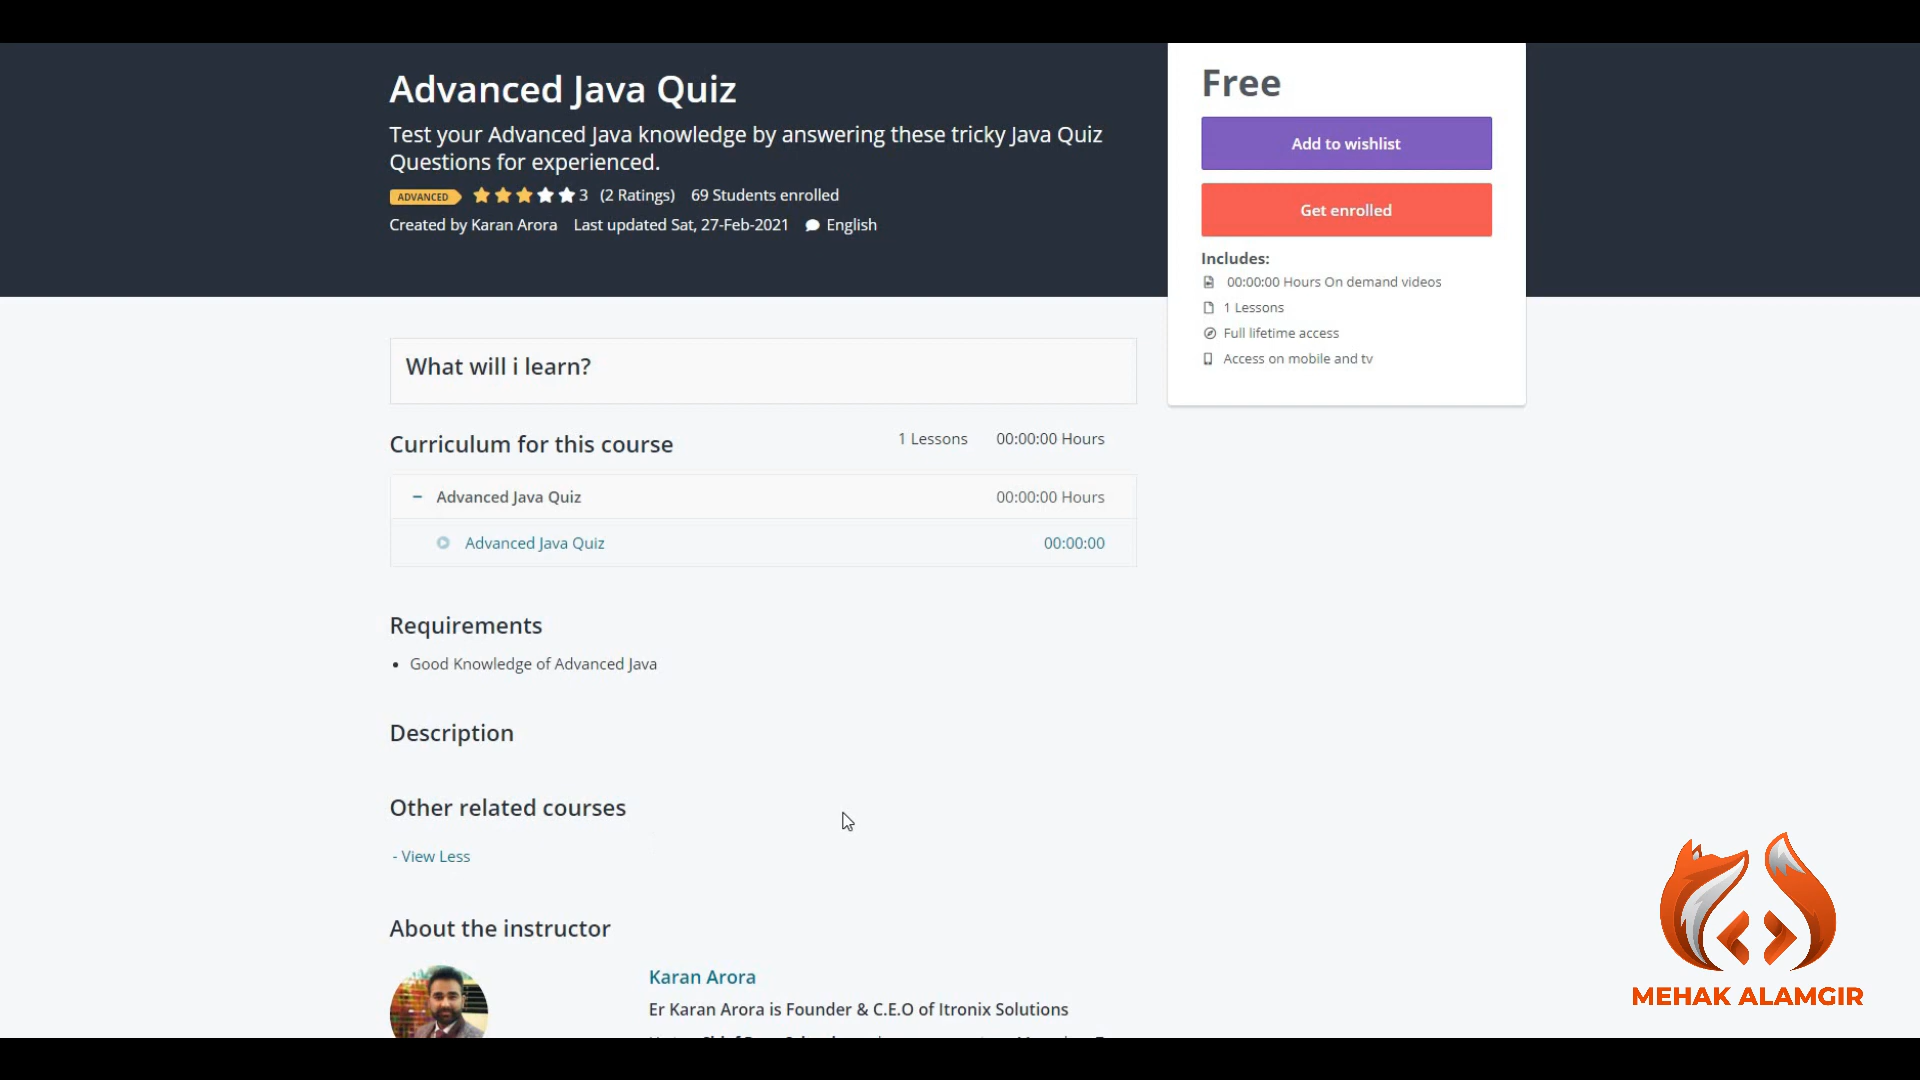 Advanced Java Quiz
Test your Advanced Java knowledge by answering these tricky Java Quiz
Questions for experienced.
ADVANCED 3 (2 Ratings) 69 Students enrolled
Created by Karan Arora Last updated Sat, 27-Feb-2021 English
Free
Add to wishlist
Get enrolled
Includes:
00:00:00 Hours On demand videos
1 Lessons
Full lifetime access
Access on mobile and tv
What will i learn?
Curriculum for this course 1 Lessons 00:00:00 Hours
- Advanced Java Quiz 00:00:00 Hours
Advanced Java Quiz 00:00:00
Requirements
• Good Knowledge of Advanced Java
Description
Other related courses
- View Less
About the instructor
Karan Arora
Er Karan Arora is Founder & C.E.O of Itronix Solutions
MEHAK ALAMGIR